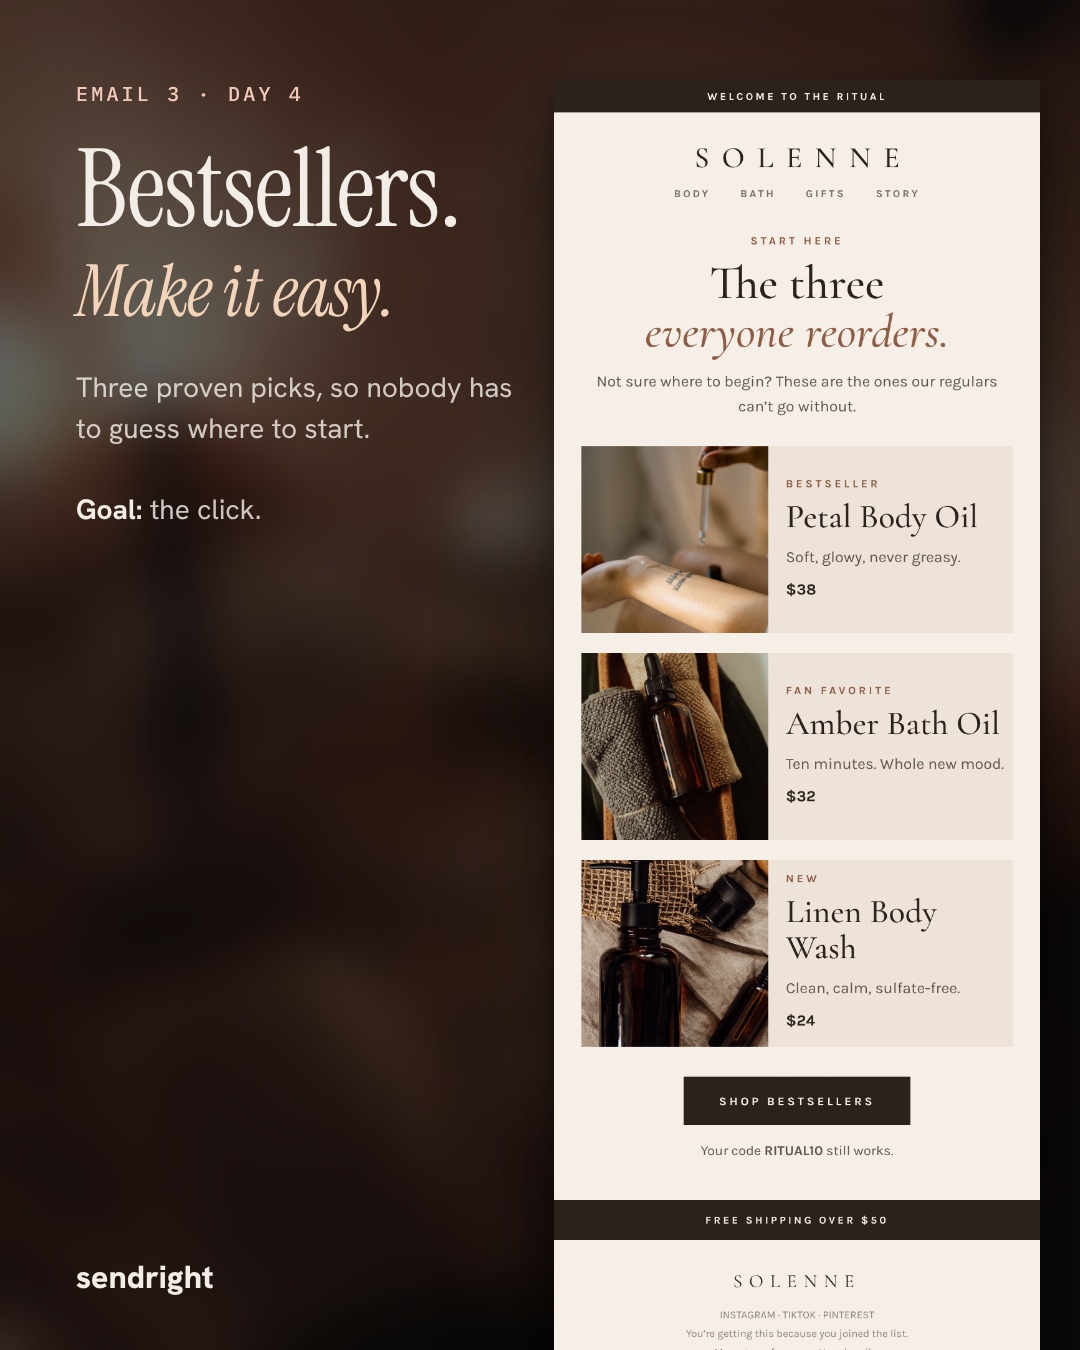 EMAIL 3 · DAY 4
Bestsellers.
Make it easy.
Three proven picks, so nobody has
to guess where to start.
Goal: the click.
sendright
WELCOME TO THE RITUAL
SOLENNE
BODY BATH GIFTS STORY
START HERE
The three
everyone reorders.
Not sure where to begin? These are the ones our regulars
can't go without.
BESTSELLER
Petal Body Oil
Soft, glowy, never greasy.
$38
FAN FAVORITE
Amber Bath Oil
Ten minutes. Whole new mood.
$32
NEW
Linen Body
Wash
Clean, calm, sulfate-free.
$24
SHOP BESTSELLERS
Your code RITUAL10 still works.
FREE SHIPPING OVER $50
SOLENNE
INSTAGRAM · TIKTOK · PINTEREST
You're getting this because you joined the list.